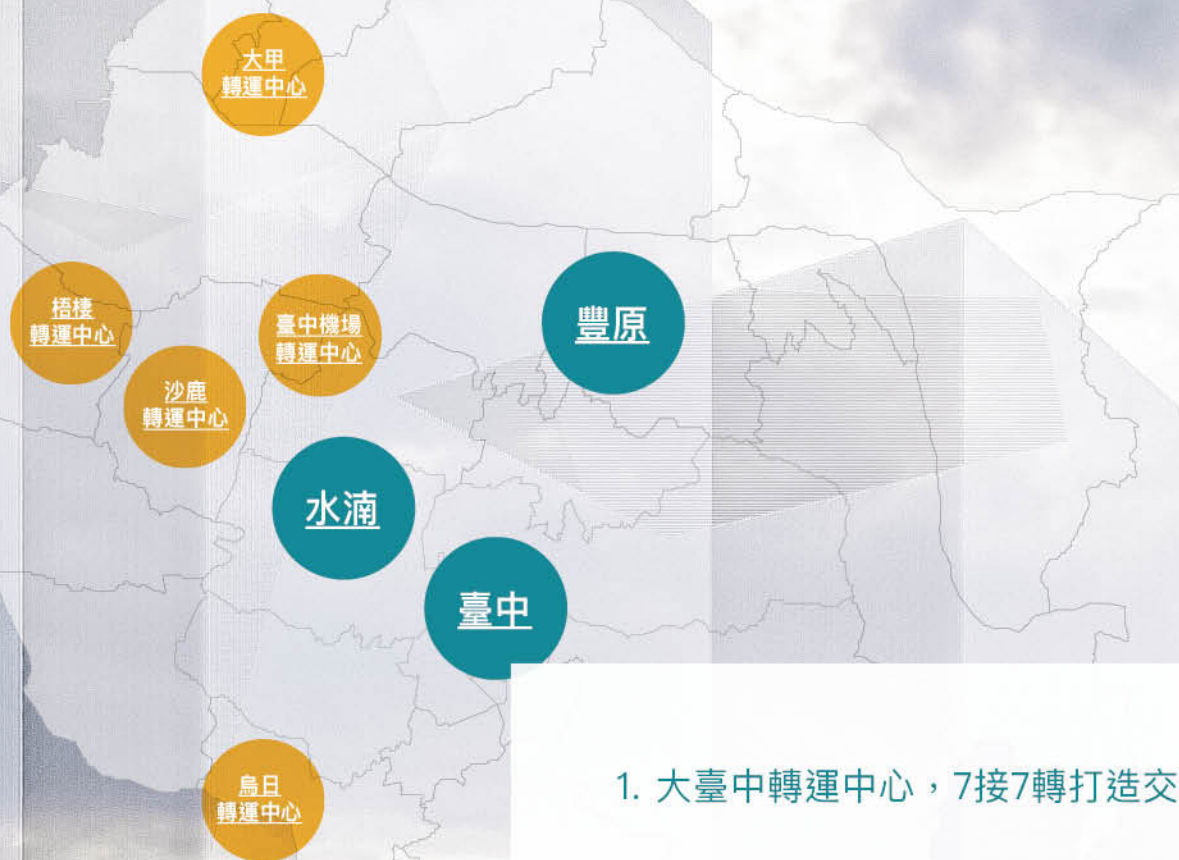 大甲
轉運中心
梧棲
轉運中心
臺中機場
轉運中心
豐原
沙鹿
轉運中心
水湳
臺中
烏日
轉運中心
1. 大臺中轉運中心，7接7轉打造交